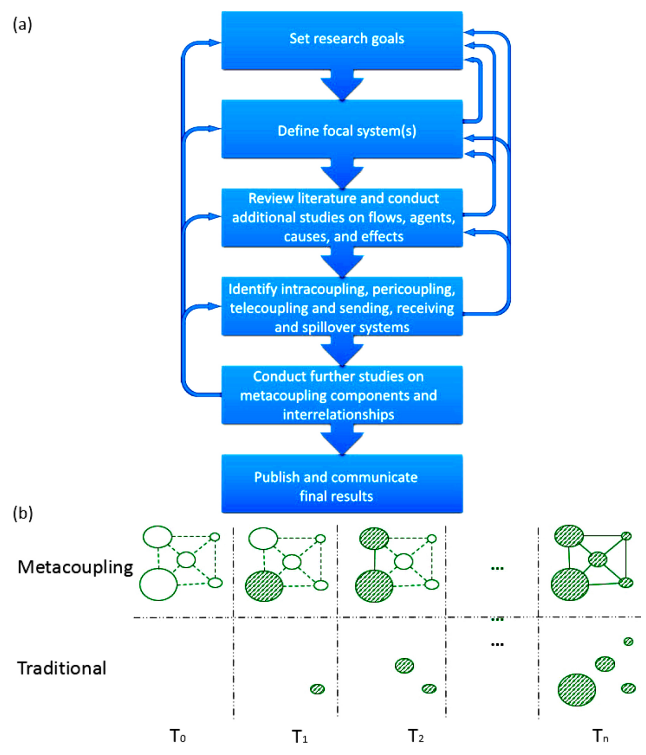 (a)
Set research goals
Define focal system(s)
Review literature and conduct
additional studies on flows, agents,
causes, and effects
Identify intracoupling, pericoupling,
telecoupling and sending, receiving
and spillover systems
Conduct further studies on
metacoupling components and
interrelationships
Publish and communicate
final results
(b)
Metacoupling
...
...
Traditional
...
T0 T1 T2 Tn